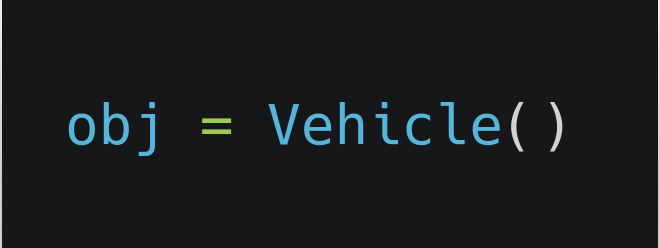 obj = Vehicle()